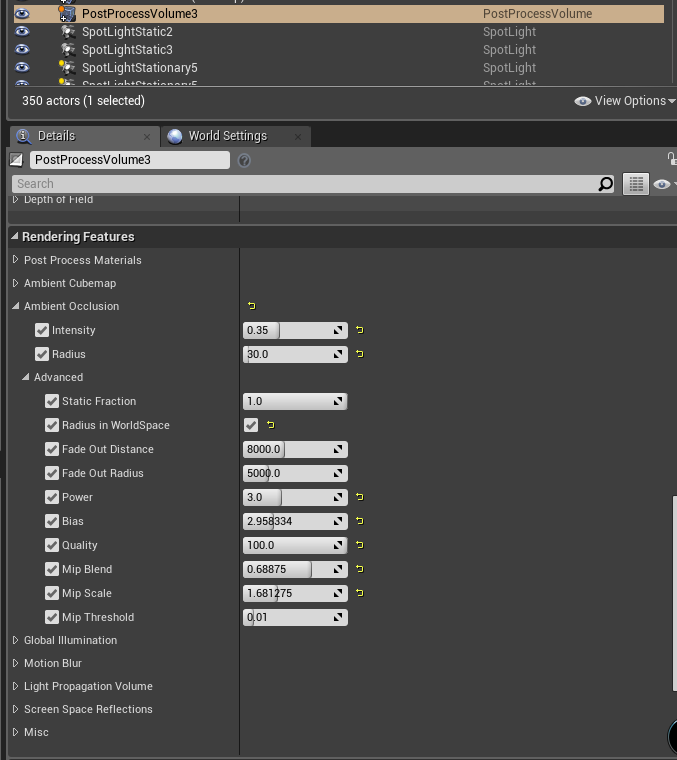 PostProcessVolume3 PostProcessVolume
SpotLightStatic2 SpotLight
SpotLightStatic3 SpotLight
SpotLightStationary5 SpotLight
SpotLightStationary5 SpotLight
350 actors (1 selected) View Options
Details World Settings
PostProcessVolume3
Search
Depth of Field
Rendering Features
Post Process Materials
Ambient Cubemap
Ambient Occlusion
Intensity 0.35
Radius 30.0
Advanced
Static Fraction 1.0
Radius in WorldSpace
Fade Out Distance 8000.0
Fade Out Radius 5000.0
Power 3.0
Bias 2.958334
Quality 100.0
Mip Blend 0.68875
Mip Scale 1.681275
Mip Threshold 0.01
Global Illumination
Motion Blur
Light Propagation Volume
Screen Space Reflections
Misc